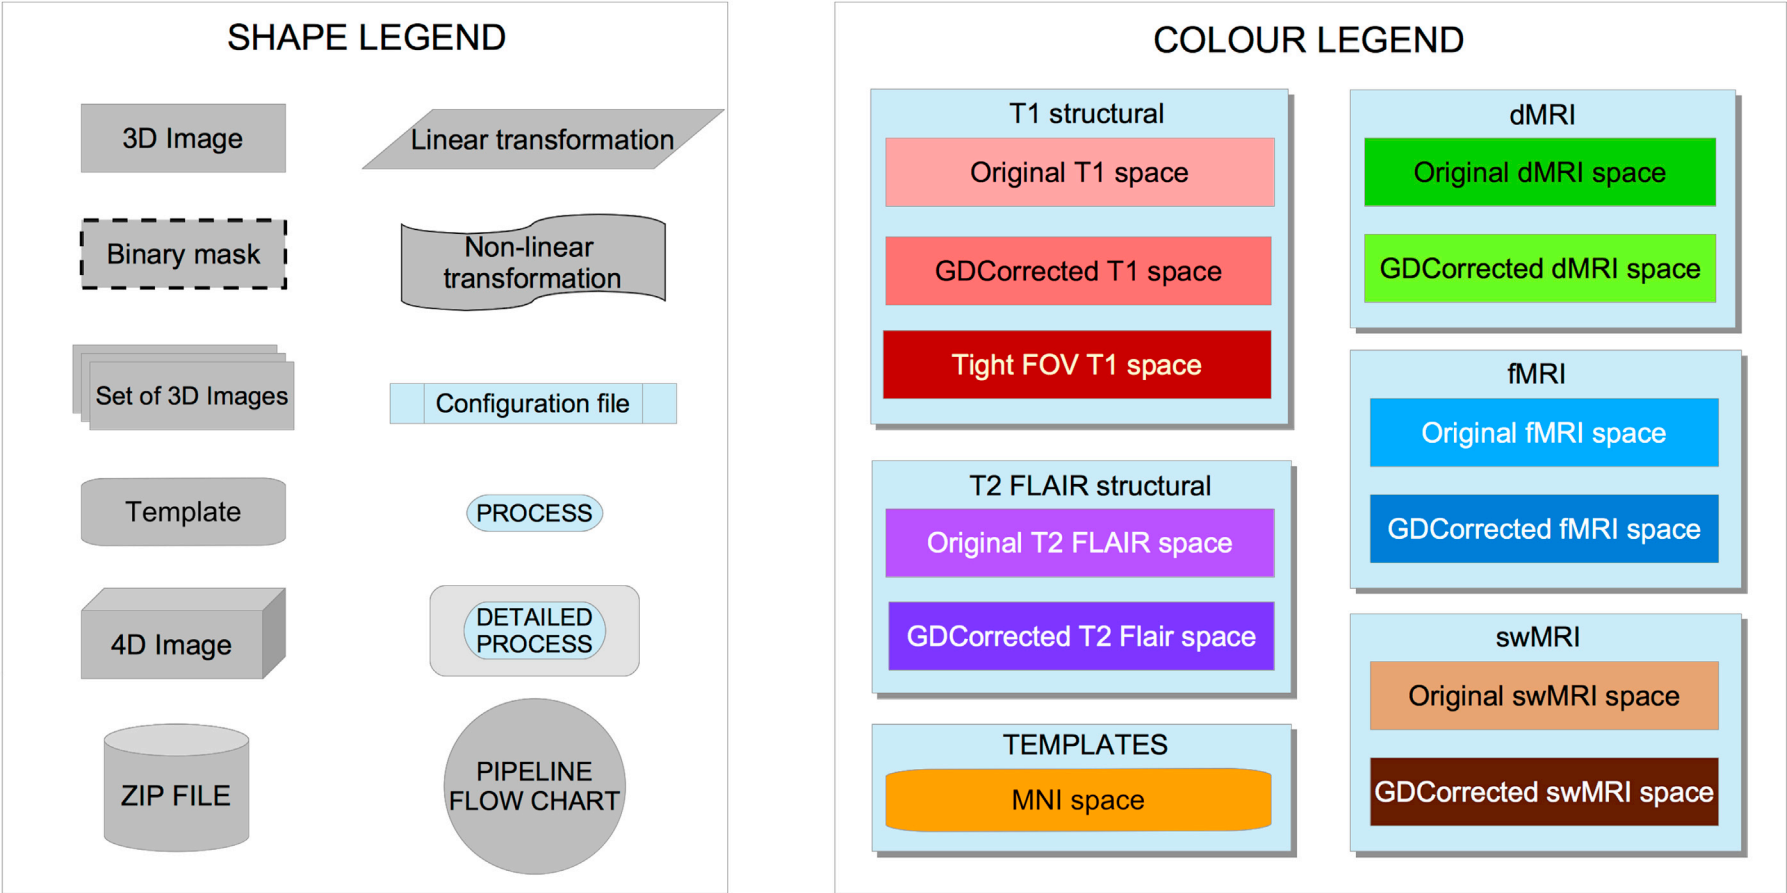 SHAPE LEGEND
3D Image
Linear transformation
Binary mask
Non-linear
transformation
Set of 3D Images
Configuration file
Template
PROCESS
4D Image
DETAILED
PROCESS
ZIP FILE
PIPELINE
FLOW CHART
COLOUR LEGEND
T1 structural
Original T1 space
GDCorrected T1 space
Tight FOV T1 space
T2 FLAIR structural
Original T2 FLAIR space
GDCorrected T2 Flair space
TEMPLATES
MNI space
dMRI
Original dMRI space
GDCorrected dMRI space
fMRI
Original fMRI space
GDCorrected fMRI space
swMRI
Original swMRI space
GDCorrected swMRI space